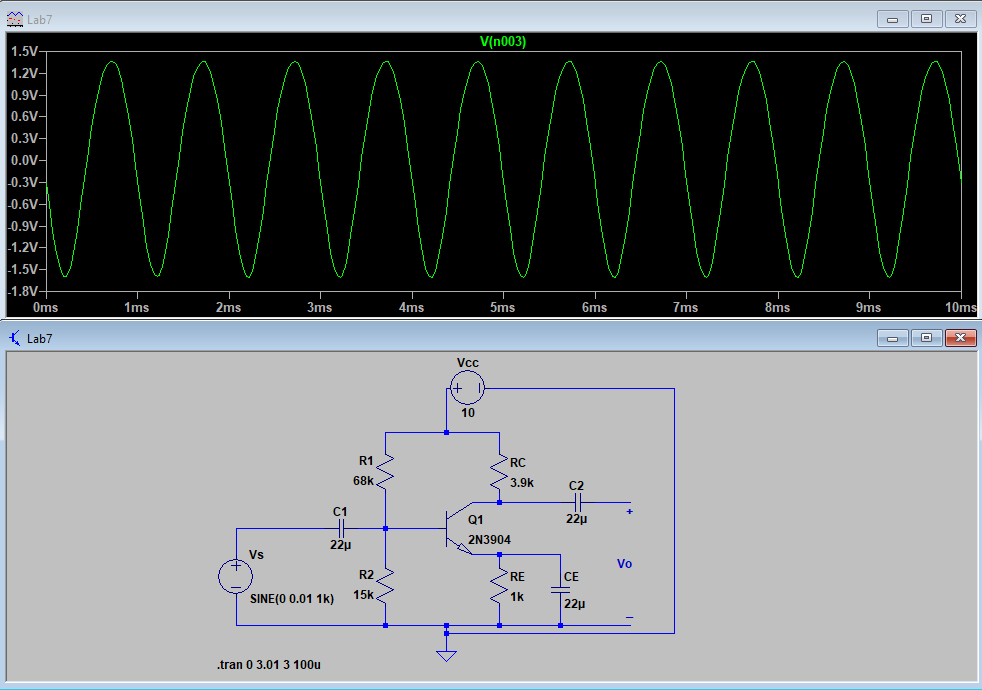 Lab7
V(n003)
1.5V
1.2V
0.9V
0.6V
0.3V
0.0V
-0.3V
-0.6V
-0.9V
-1.2V
-1.5V
-1.8V
0ms 1ms 2ms 3ms 4ms 5ms 6ms 7ms 8ms 9ms 10ms
Lab7
Vcc
10
R1
68k
RC
3.9k
C2
22µ
C1
22µ
Q1
2N3904
+
Vs
SINE(0 0.01 1k)
R2
15k
RE
1k
CE
22µ
Vo
–
.tran 0 3.01 3 100u